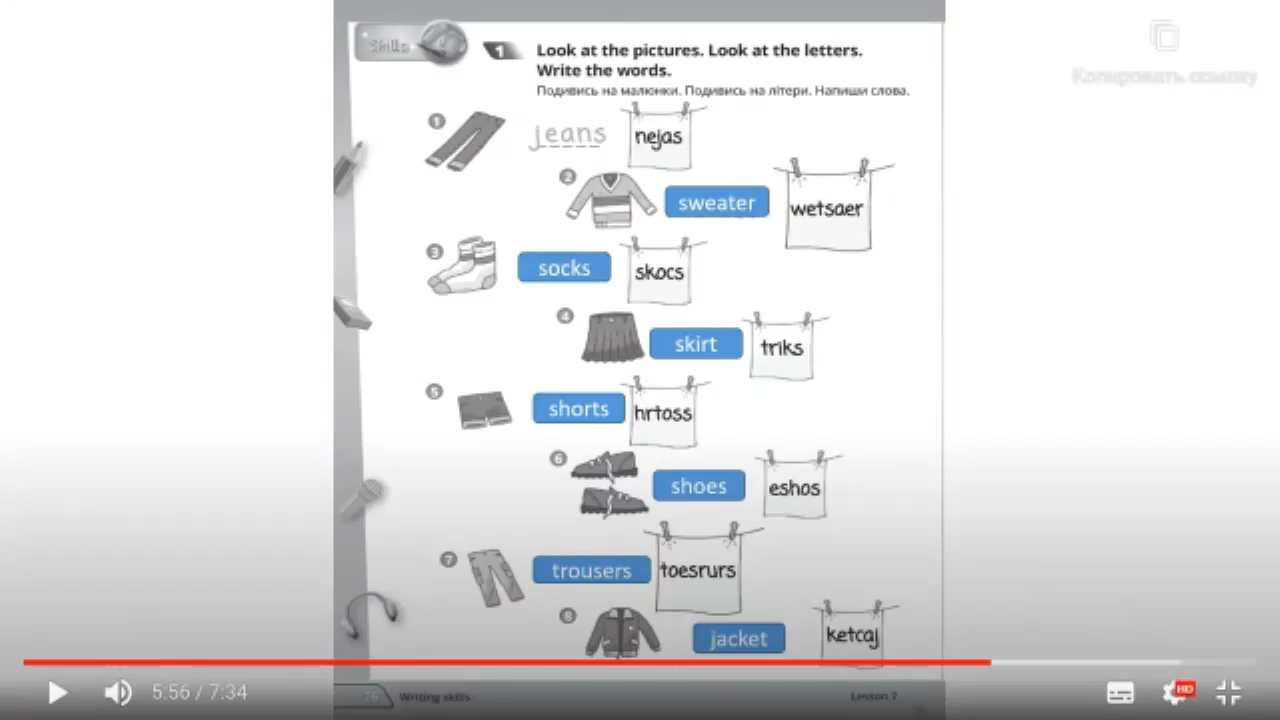 Skills
Копировать ссылку
1 Look at the pictures. Look at the letters.
Write the words.
Подивись на малюнки. Подивись на літери. Напиши слова.
1 jeans nejas
2 sweater wetsaer
3 socks skocs
4 skirt triks
5 shorts hrtoss
6 shoes eshos
7 trousers toesrurs
8 jacket ketcaj
5:56 / 7:34
HD
76 Writing skills Lesson 7